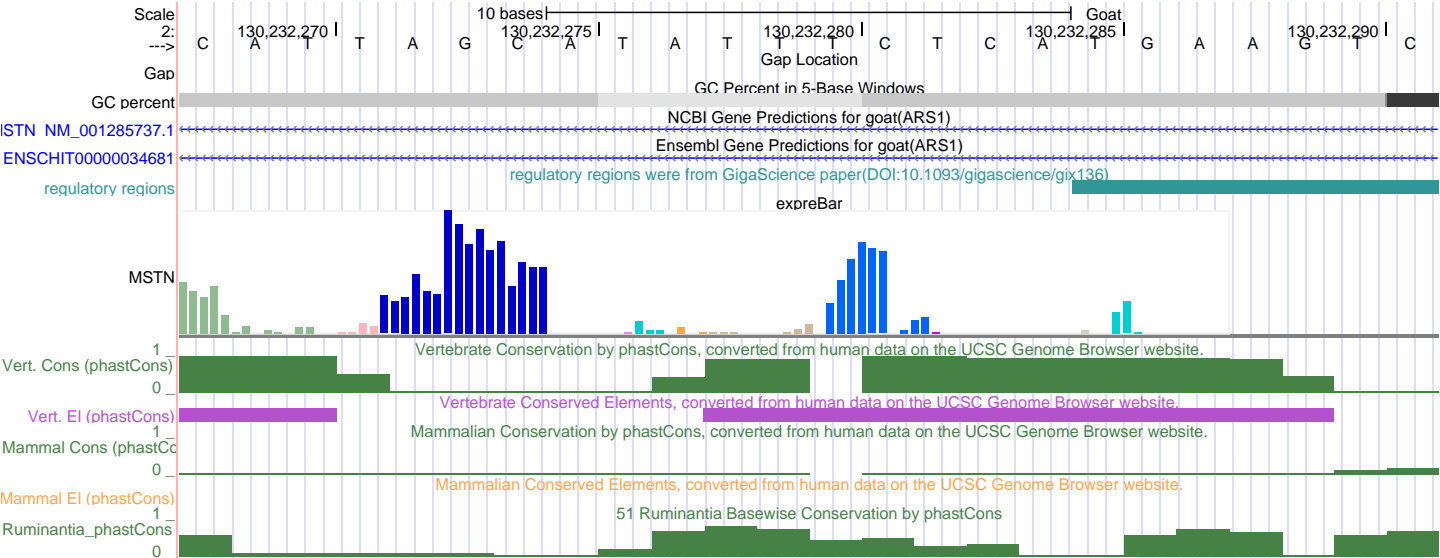 Scale 10 bases Goat
2: 130,232,270 130,232,275 130,232,280 130,232,285 130,232,290
---> C A T T A G C A T A T T T C T C A T G A A G T C
Gap Location
Gap
GC Percent in 5-Base Windows
GC percent
NCBI Gene Predictions for goat(ARS1)
STN NM_001285737.1
Ensembl Gene Predictions for goat(ARS1)
ENSCHIT00000034681
regulatory regions were from GigaScience paper(DOI:10.1093/gigascience/gix136)
regulatory regions
expreBar
MSTN
1 _
Vertebrate Conservation by phastCons, converted from human data on the UCSC Genome Browser website.
Vert. Cons (phastCons)
0 _
Vertebrate Conserved Elements, converted from human data on the UCSC Genome Browser website.
Vert. El (phastCons)
1 _
Mammalian Conservation by phastCons, converted from human data on the UCSC Genome Browser website.
Mammal Cons (phastCo
0 _
Mammalian Conserved Elements, converted from human data on the UCSC Genome Browser website.
Mammal El (phastCons)
1 _
51 Ruminantia Basewise Conservation by phastCons
Ruminantia_phastCons
0 _